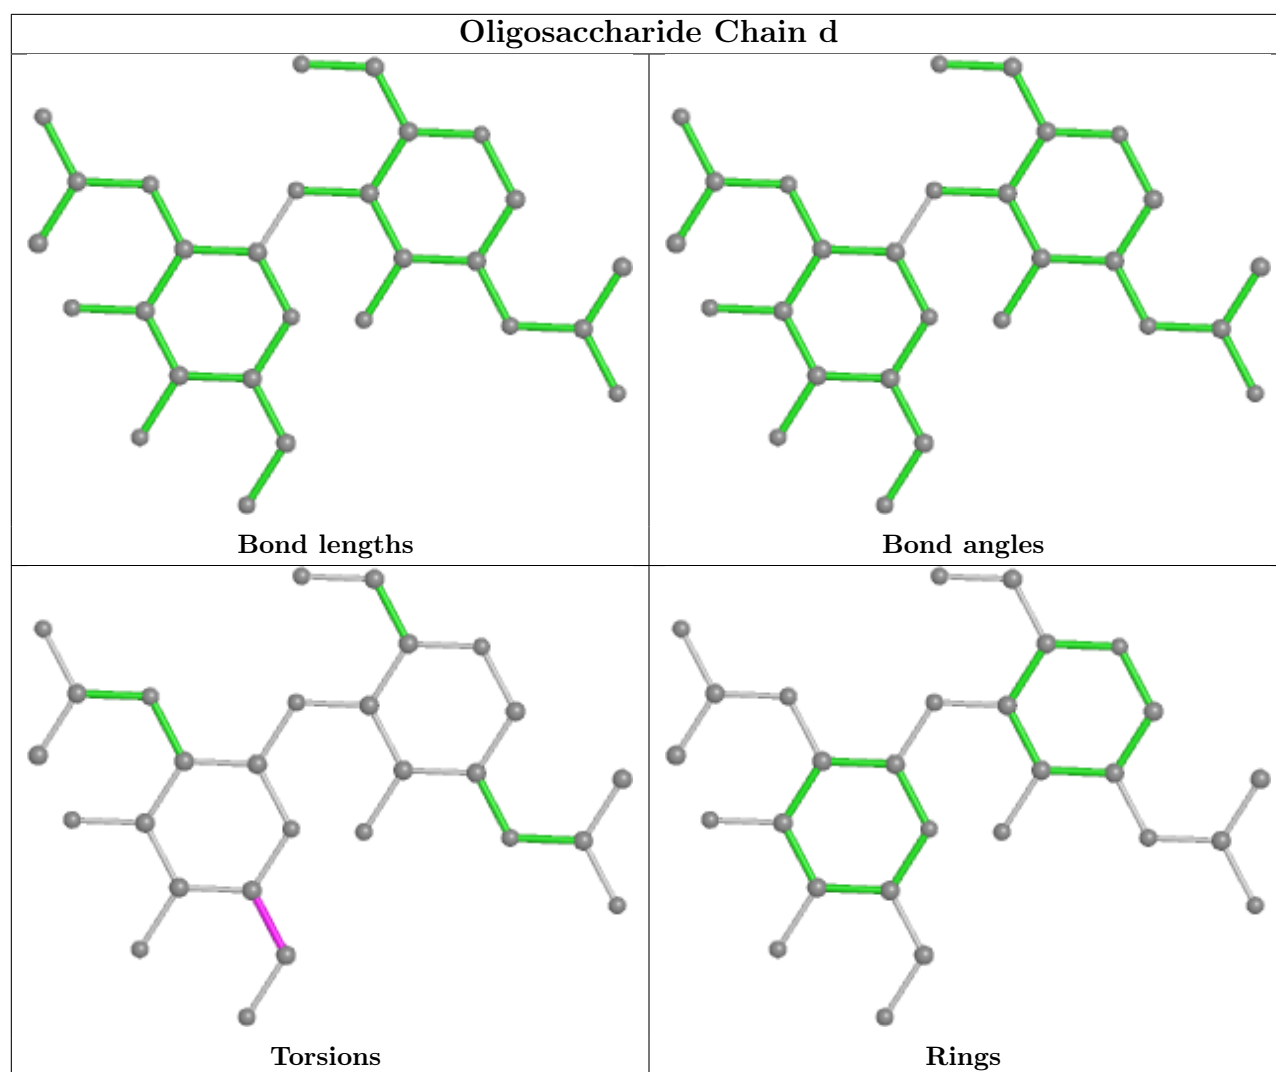 Oligosaccharide Chain d
Bond lengths
Bond angles
Torsions
Rings